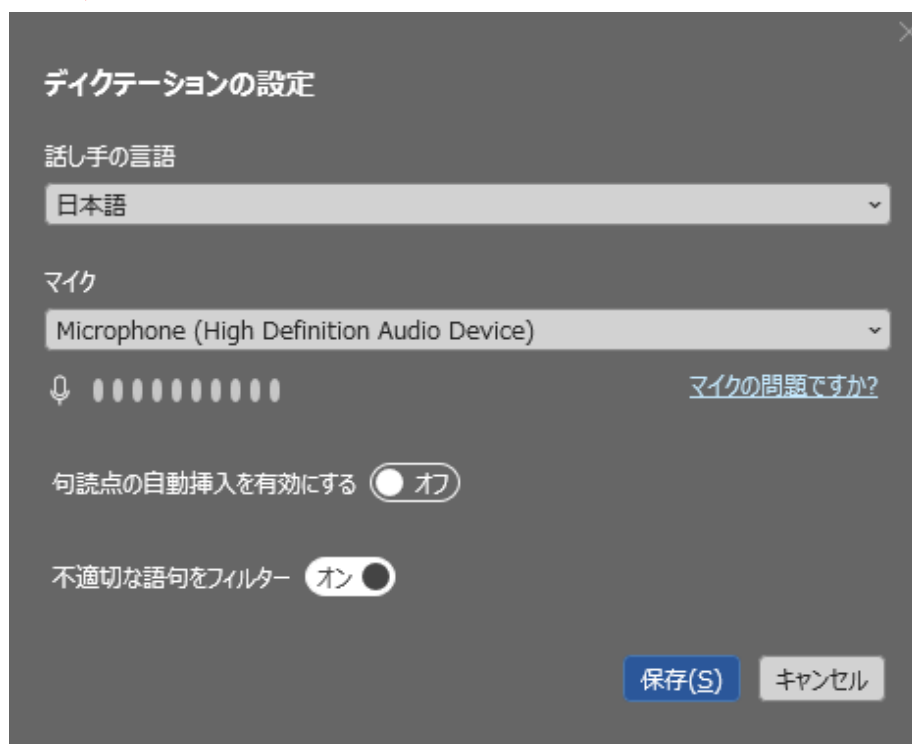 ディクテーションの設定
話し手の言語
日本語
マイク
Microphone (High Definition Audio Device)
マイクの問題ですか?
句読点の自動挿入を有効にする オフ
不適切な語句をフィルター オン
保存(S) キャンセル